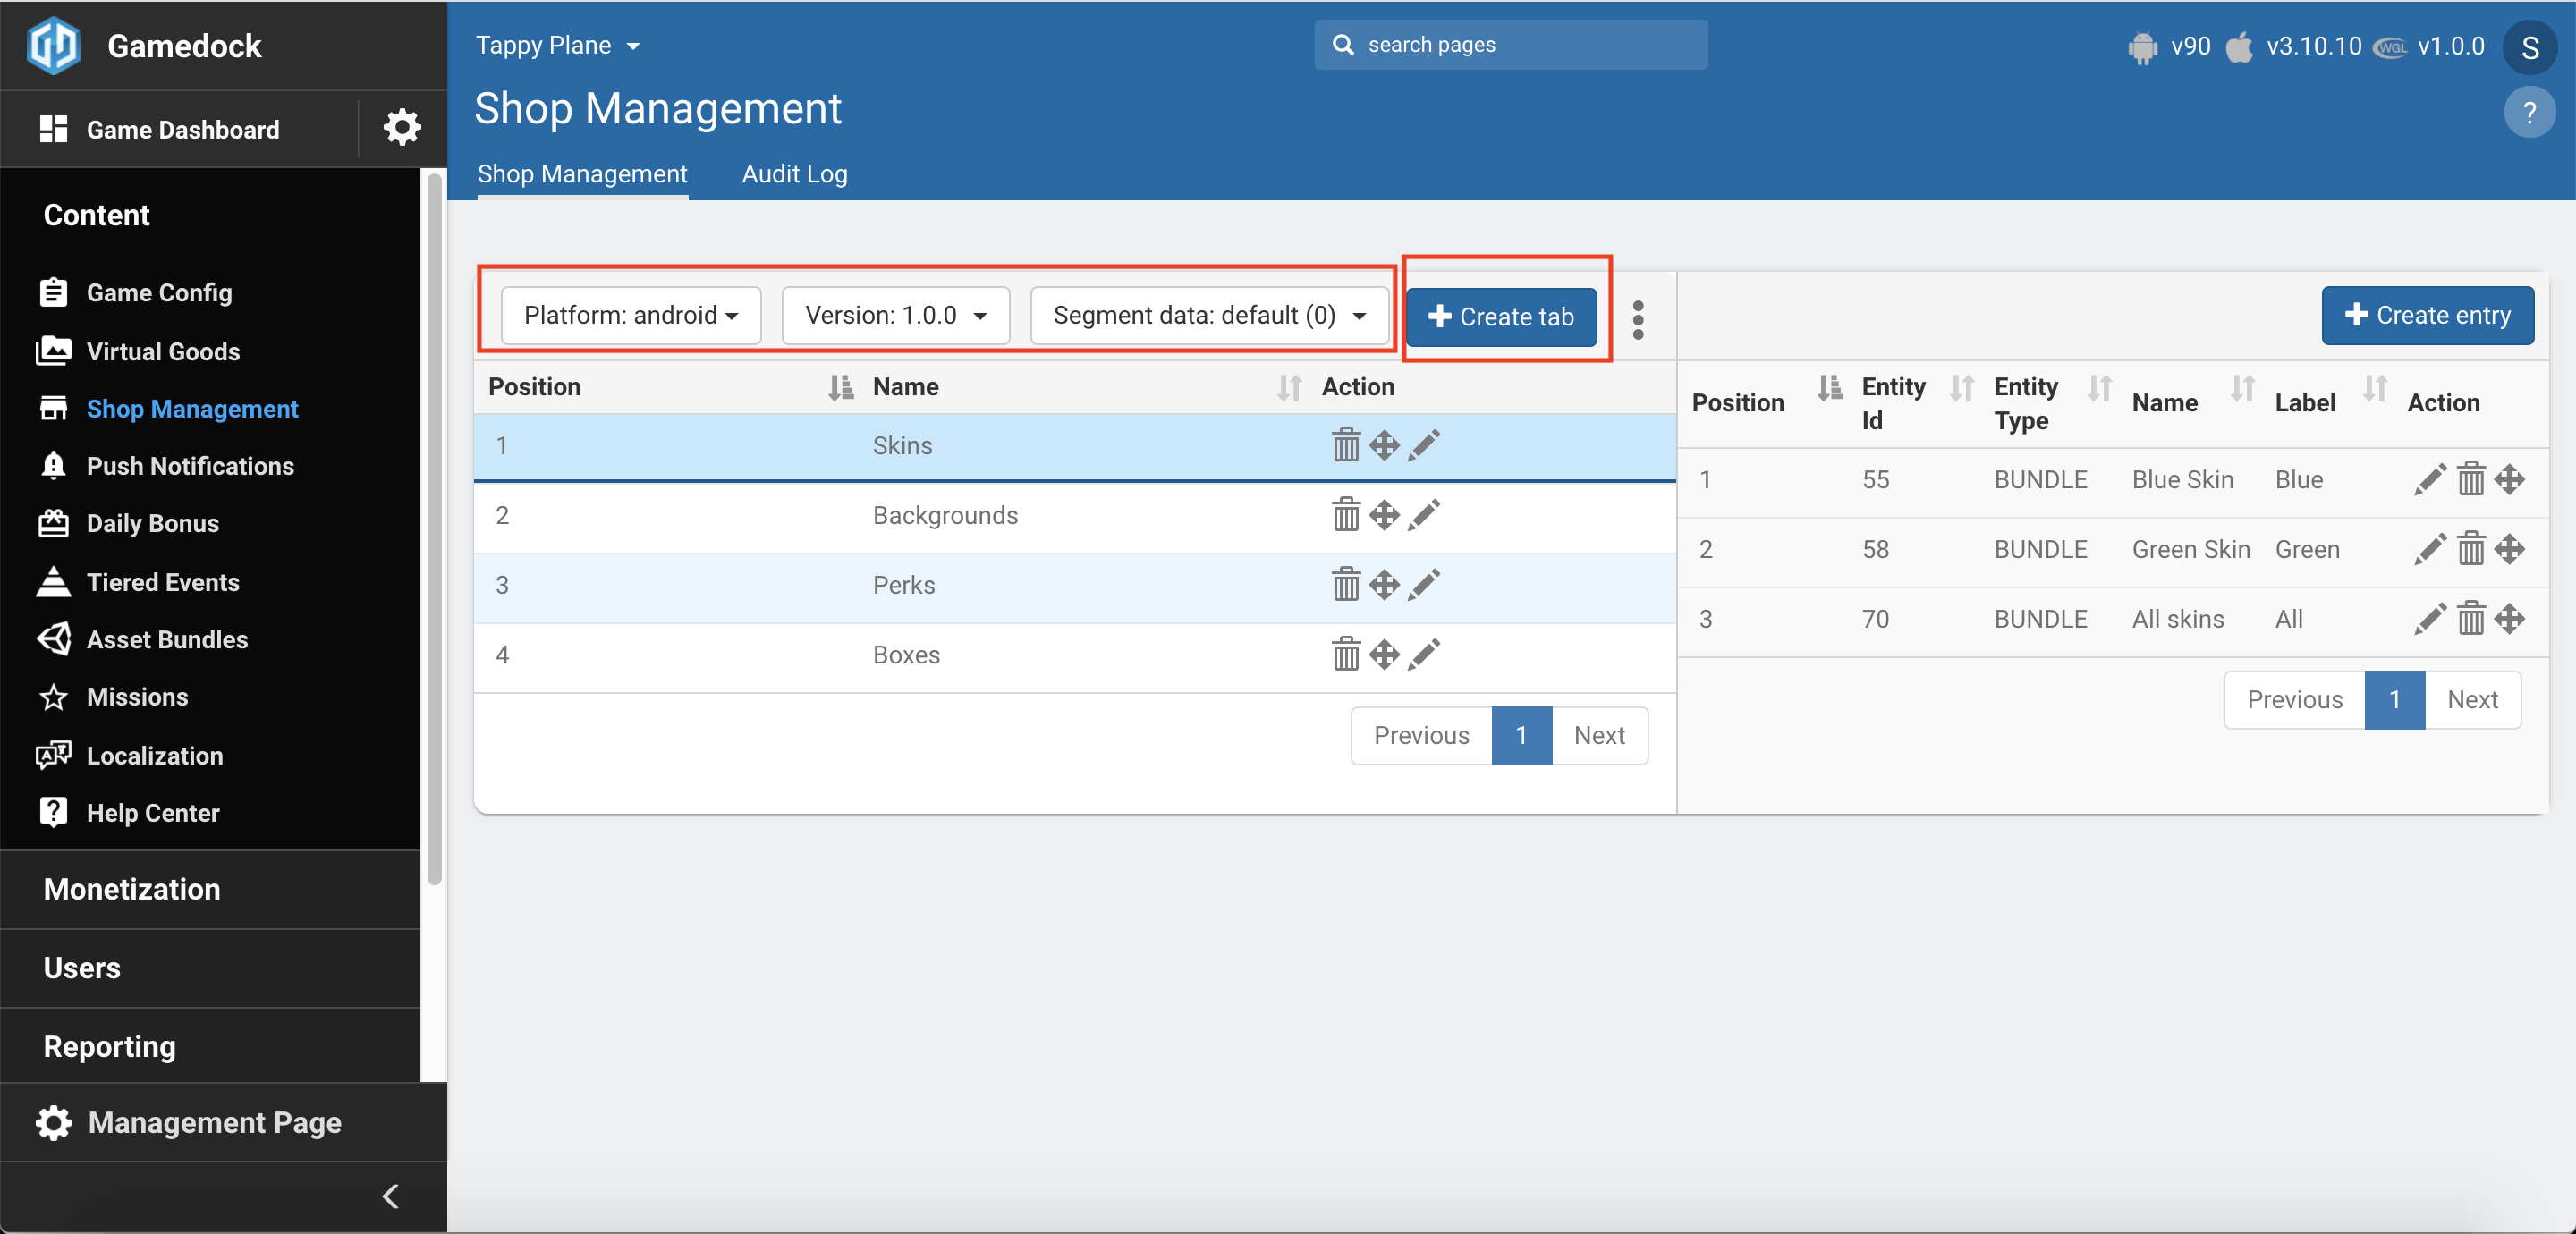 Gamedock
Game Dashboard
Content
Game Config
Virtual Goods
Shop Management
Push Notifications
Daily Bonus
Tiered Events
Asset Bundles
Missions
Localization
Help Center
Monetization
Users
Reporting
Management Page
Tappy Plane
search pages
v90 v3.10.10 WGL v1.0.0 S
?
Shop Management
Shop Management Audit Log
Platform: android Version: 1.0.0 Segment data: default (0) Create tab
Position Name Action
1 Skins
2 Backgrounds
3 Perks
4 Boxes
Previous 1 Next
Create entry
Position Entity Id Entity Type Name Label Action
1 55 BUNDLE Blue Skin Blue
2 58 BUNDLE Green Skin Green
3 70 BUNDLE All skins All
Previous 1 Next